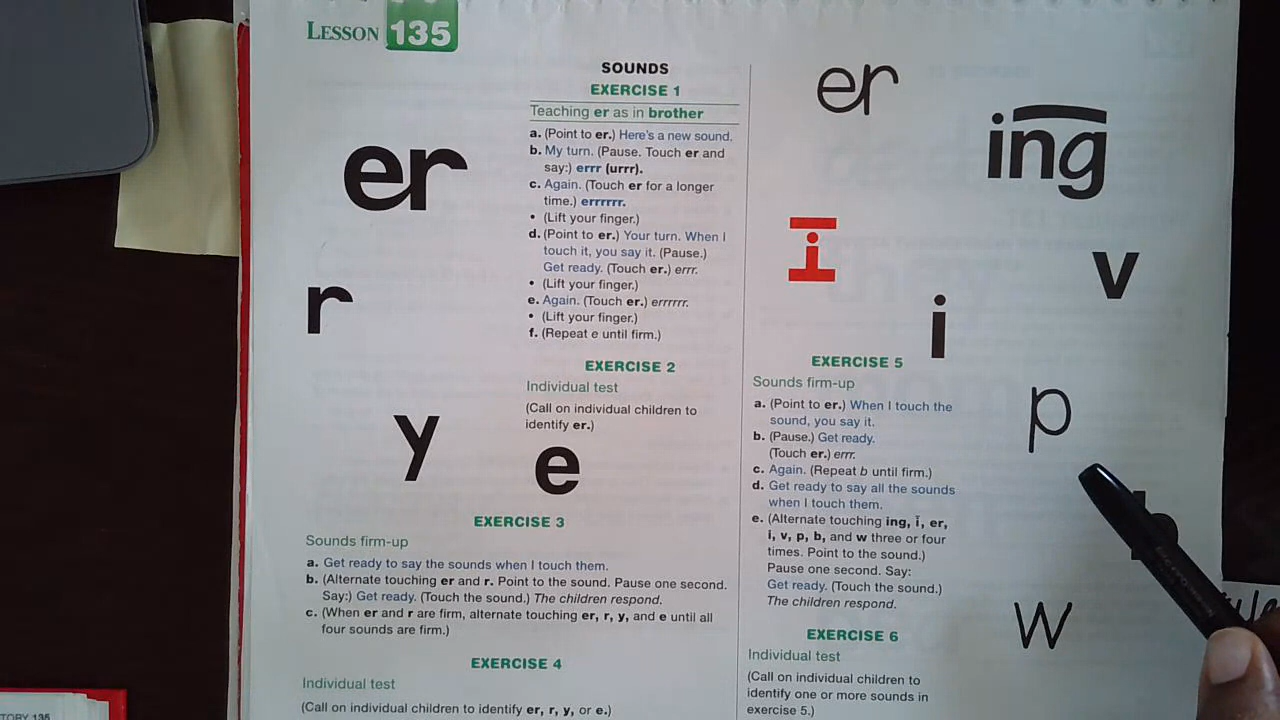 LESSON 135
SOUNDS
EXERCISE 1
Teaching er as in brother
a. (Point to er.) Here's a new sound.
b. My turn. (Pause. Touch er and
say:) errr (urrr).
c. Again. (Touch er for a longer
time.) errrrrr.
• (Lift your finger.)
d. (Point to er.) Your turn. When I
touch it, you say it. (Pause.)
Get ready. (Touch er.) errr.
• (Lift your finger.)
e. Again. (Touch er.) errrrrr.
• (Lift your finger.)
f. (Repeat e until firm.)
er
r
EXERCISE 2
Individual test
(Call on individual children to
identify er.)
y
e
EXERCISE 3
Sounds firm-up
a. Get ready to say the sounds when I touch them.
b. (Alternate touching er and r. Point to the sound. Pause one second.
Say:) Get ready. (Touch the sound.) The children respond.
c. (When er and r are firm, alternate touching er, r, y, and e until all
four sounds are firm.)
EXERCISE 4
Individual test
(Call on individual children to identify er, r, y, or e.)
er
ing
ī
v
i
EXERCISE 5
Sounds firm-up
a. (Point to er.) When I touch the
sound, you say it.
b. (Pause.) Get ready.
(Touch er.) errr.
c. Again. (Repeat b until firm.)
d. Get ready to say all the sounds
when I touch them.
e. (Alternate touching ing, ī, er,
i, v, p, b, and w three or four
times. Point to the sound.)
Pause one second. Say:
Get ready. (Touch the sound.)
The children respond.
p
b
w
EXERCISE 6
Individual test
(Call on individual children to
identify one or more sounds in
exercise 5.)
TORY 135